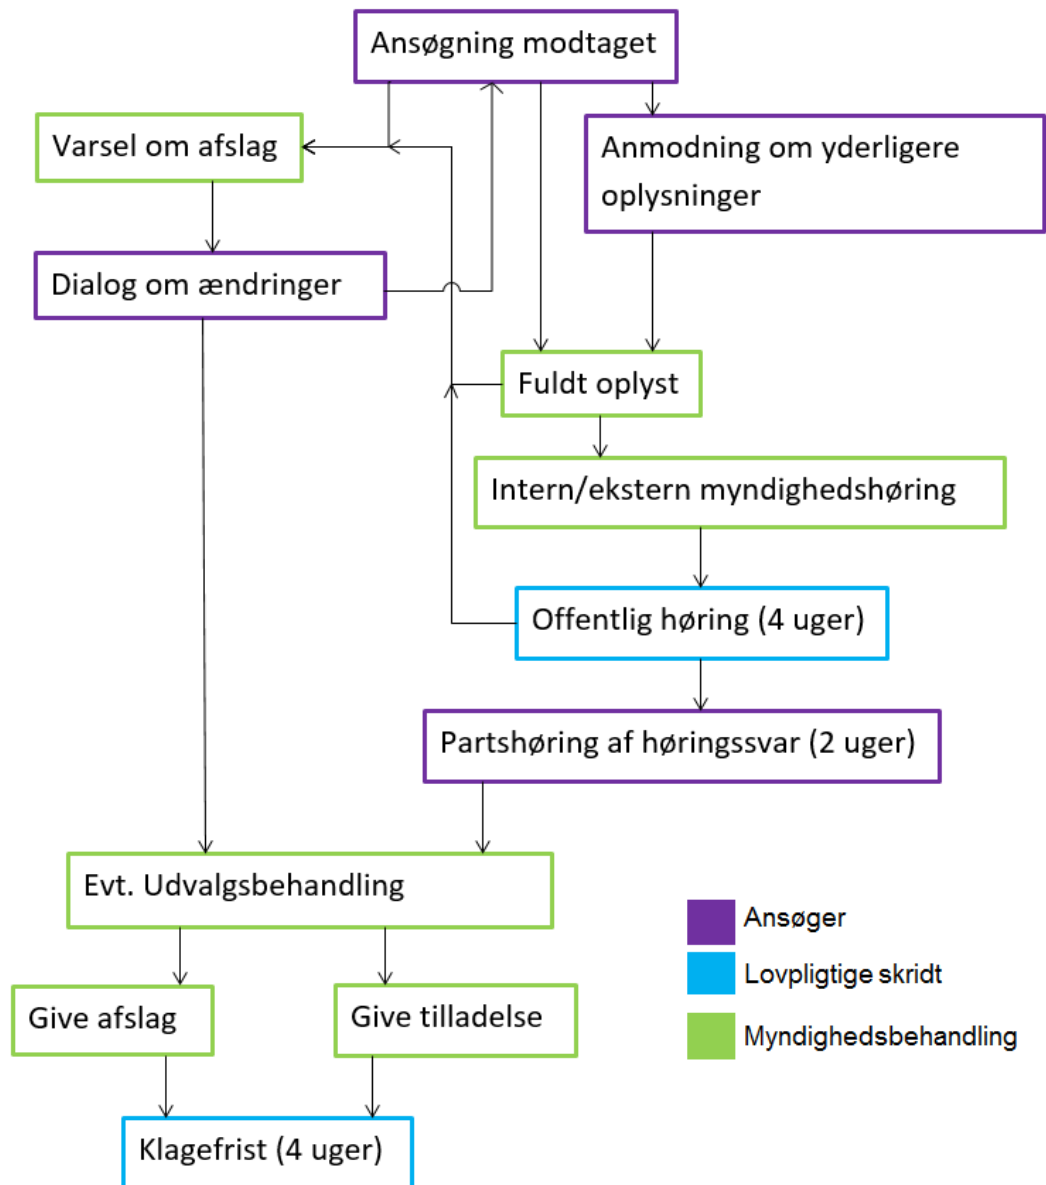 Ansøgning modtaget
Varsel om afslag
Anmodning om yderligere
oplysninger
Dialog om ændringer
Fuldt oplyst
Intern/ekstern myndighedshøring
Offentlig høring (4 uger)
Partshøring af høringssvar (2 uger)
Evt. Udvalgsbehandling
Give afslag
Give tilladelse
Klagefrist (4 uger)
Ansøger
Lovpligtige skridt
Myndighedsbehandling